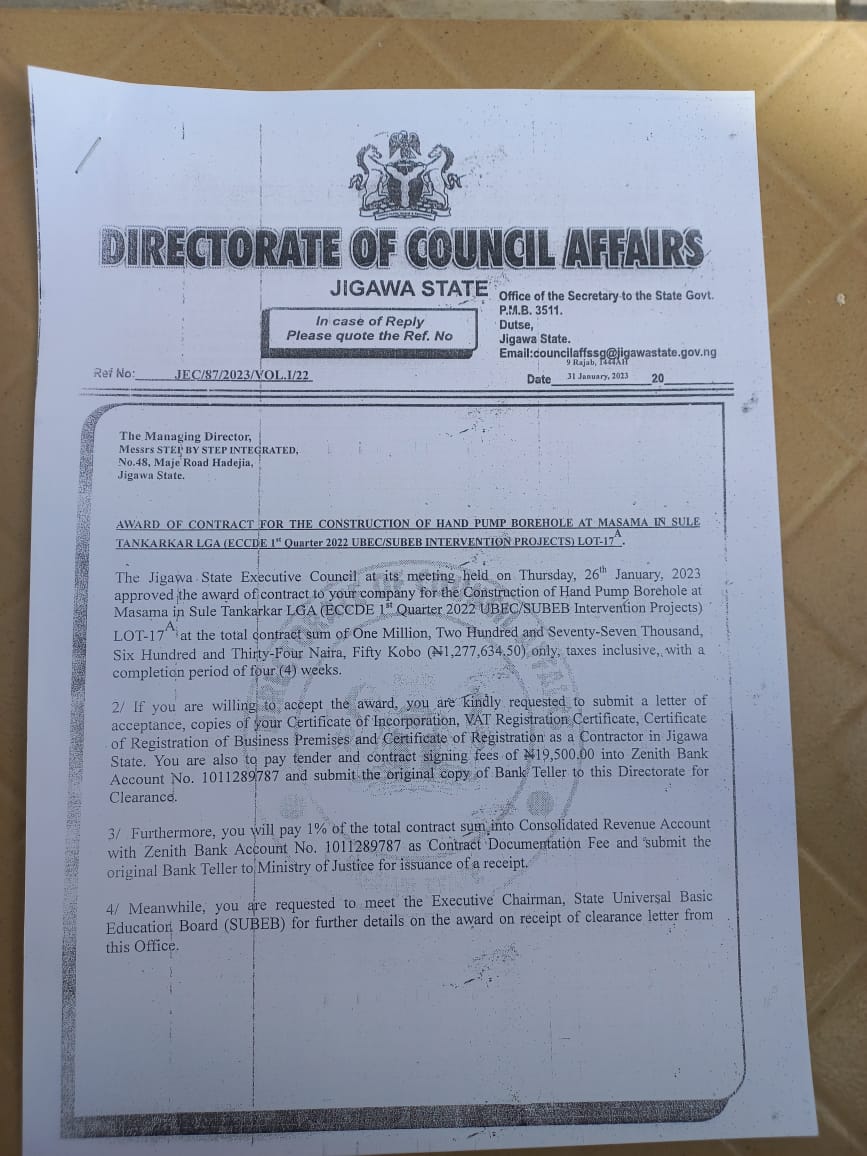 DIRECTORATE OF COUNCIL AFFAIRS
JIGAWA STATE
In case of Reply
Please quote the Ref. No
Office of the Secretary to the State Govt.
P.M.B. 3511.
Dutse,
Jigawa State.
Email:councilaffssg@jigawastate.gov.ng
9 Rajab, 1444AH
Ref No: JEC/87/2023/VOL.I/22
Date 31 January, 2023 20
The Managing Director,
Messrs STEP BY STEP INTEGRATED,
No.48, Maje Road Hadejia,
Jigawa State.
AWARD OF CONTRACT FOR THE CONSTRUCTION OF HAND PUMP BOREHOLE AT MASAMA IN SULE
TANKARKAR LGA (ECCDE 1st Quarter 2022 UBEC/SUBEB INTERVENTION PROJECTS) LOT-17A.
The Jigawa State Executive Council at its meeting held on Thursday, 26th January, 2023
approved the award of contract to your company for the Construction of Hand Pump Borehole at
Masama in Sule Tankarkar LGA (ECCDE 1st Quarter 2022 UBEC/SUBEB Intervention Projects)
LOT-17A at the total contract sum of One Million, Two Hundred and Seventy-Seven Thousand,
Six Hundred and Thirty-Four Naira, Fifty Kobo (₦1,277,634.50) only, taxes inclusive, with a
completion period of four (4) weeks.
2/ If you are willing to accept the award, you are kindly requested to submit a letter of
acceptance, copies of your Certificate of Incorporation, VAT Registration Certificate, Certificate
of Registration of Business Premises and Certificate of Registration as a Contractor in Jigawa
State. You are also to pay tender and contract signing fees of ₦19,500.00 into Zenith Bank
Account No. 1011289787 and submit the original copy of Bank Teller to this Directorate for
Clearance.
3/ Furthermore, you will pay 1% of the total contract sum into Consolidated Revenue Account
with Zenith Bank Account No. 1011289787 as Contract Documentation Fee and submit the
original Bank Teller to Ministry of Justice for issuance of a receipt.
4/ Meanwhile, you are requested to meet the Executive Chairman, State Universal Basic
Education Board (SUBEB) for further details on the award on receipt of clearance letter from
this Office.